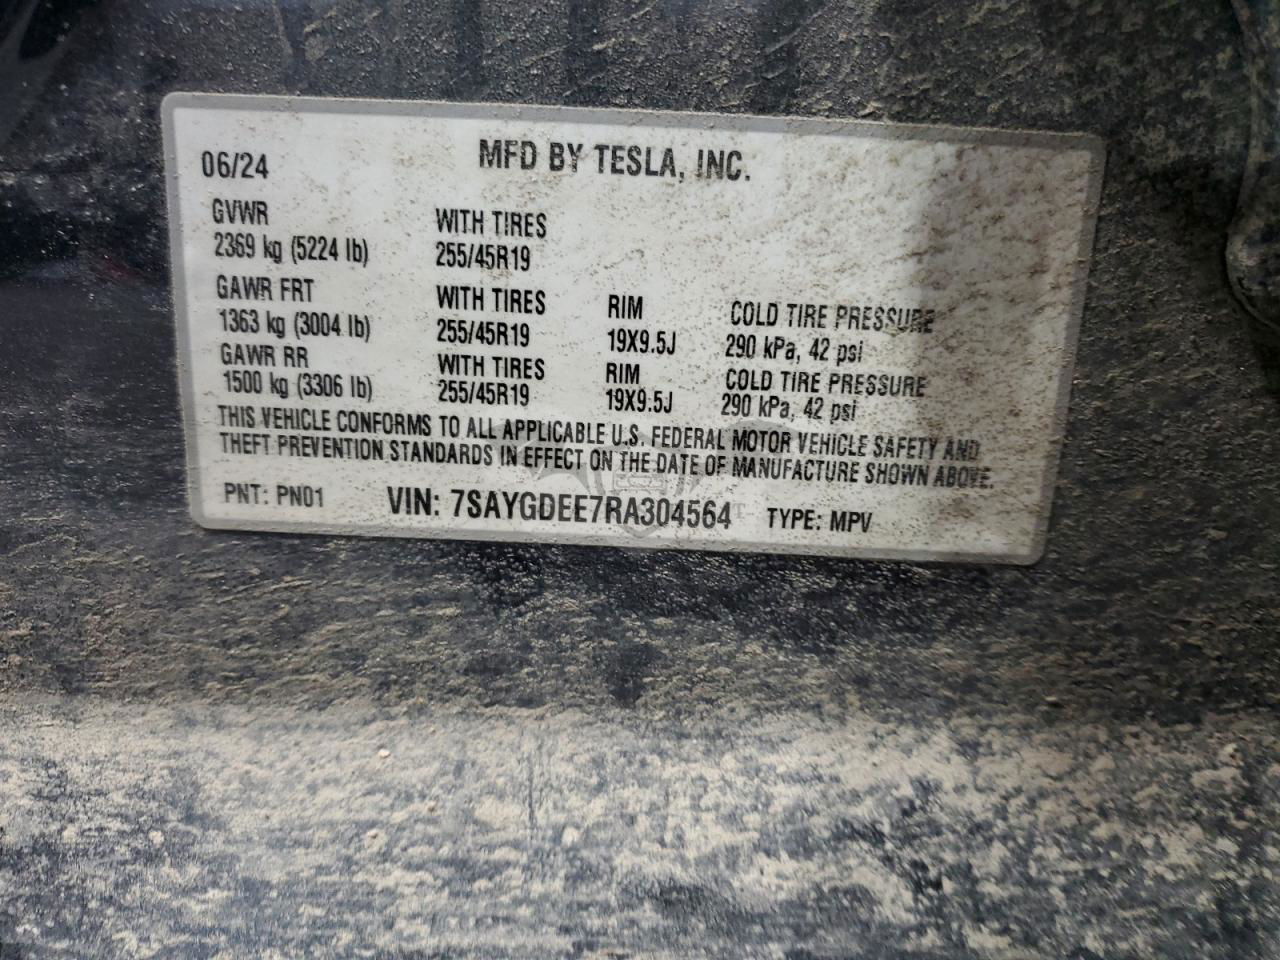 06/24 MFD BY TESLA, INC.
GVWR WITH TIRES
2369 kg (5224 lb) 255/45R19
GAWR FRT WITH TIRES RIM COLD TIRE PRESSURE
1363 kg (3004 lb) 255/45R19 19X9.5J 290 kPa, 42 psi
GAWR RR WITH TIRES RIM COLD TIRE PRESSURE
1500 kg (3306 lb) 255/45R19 19X9.5J 290 kPa, 42 psi
THIS VEHICLE CONFORMS TO ALL APPLICABLE U.S. FEDERAL MOTOR VEHICLE SAFETY AND
THEFT PREVENTION STANDARDS IN EFFECT ON THE DATE OF MANUFACTURE SHOWN ABOVE.
PNT: PN01 VIN: 7SAYGDEE7RA304564 TYPE: MPV